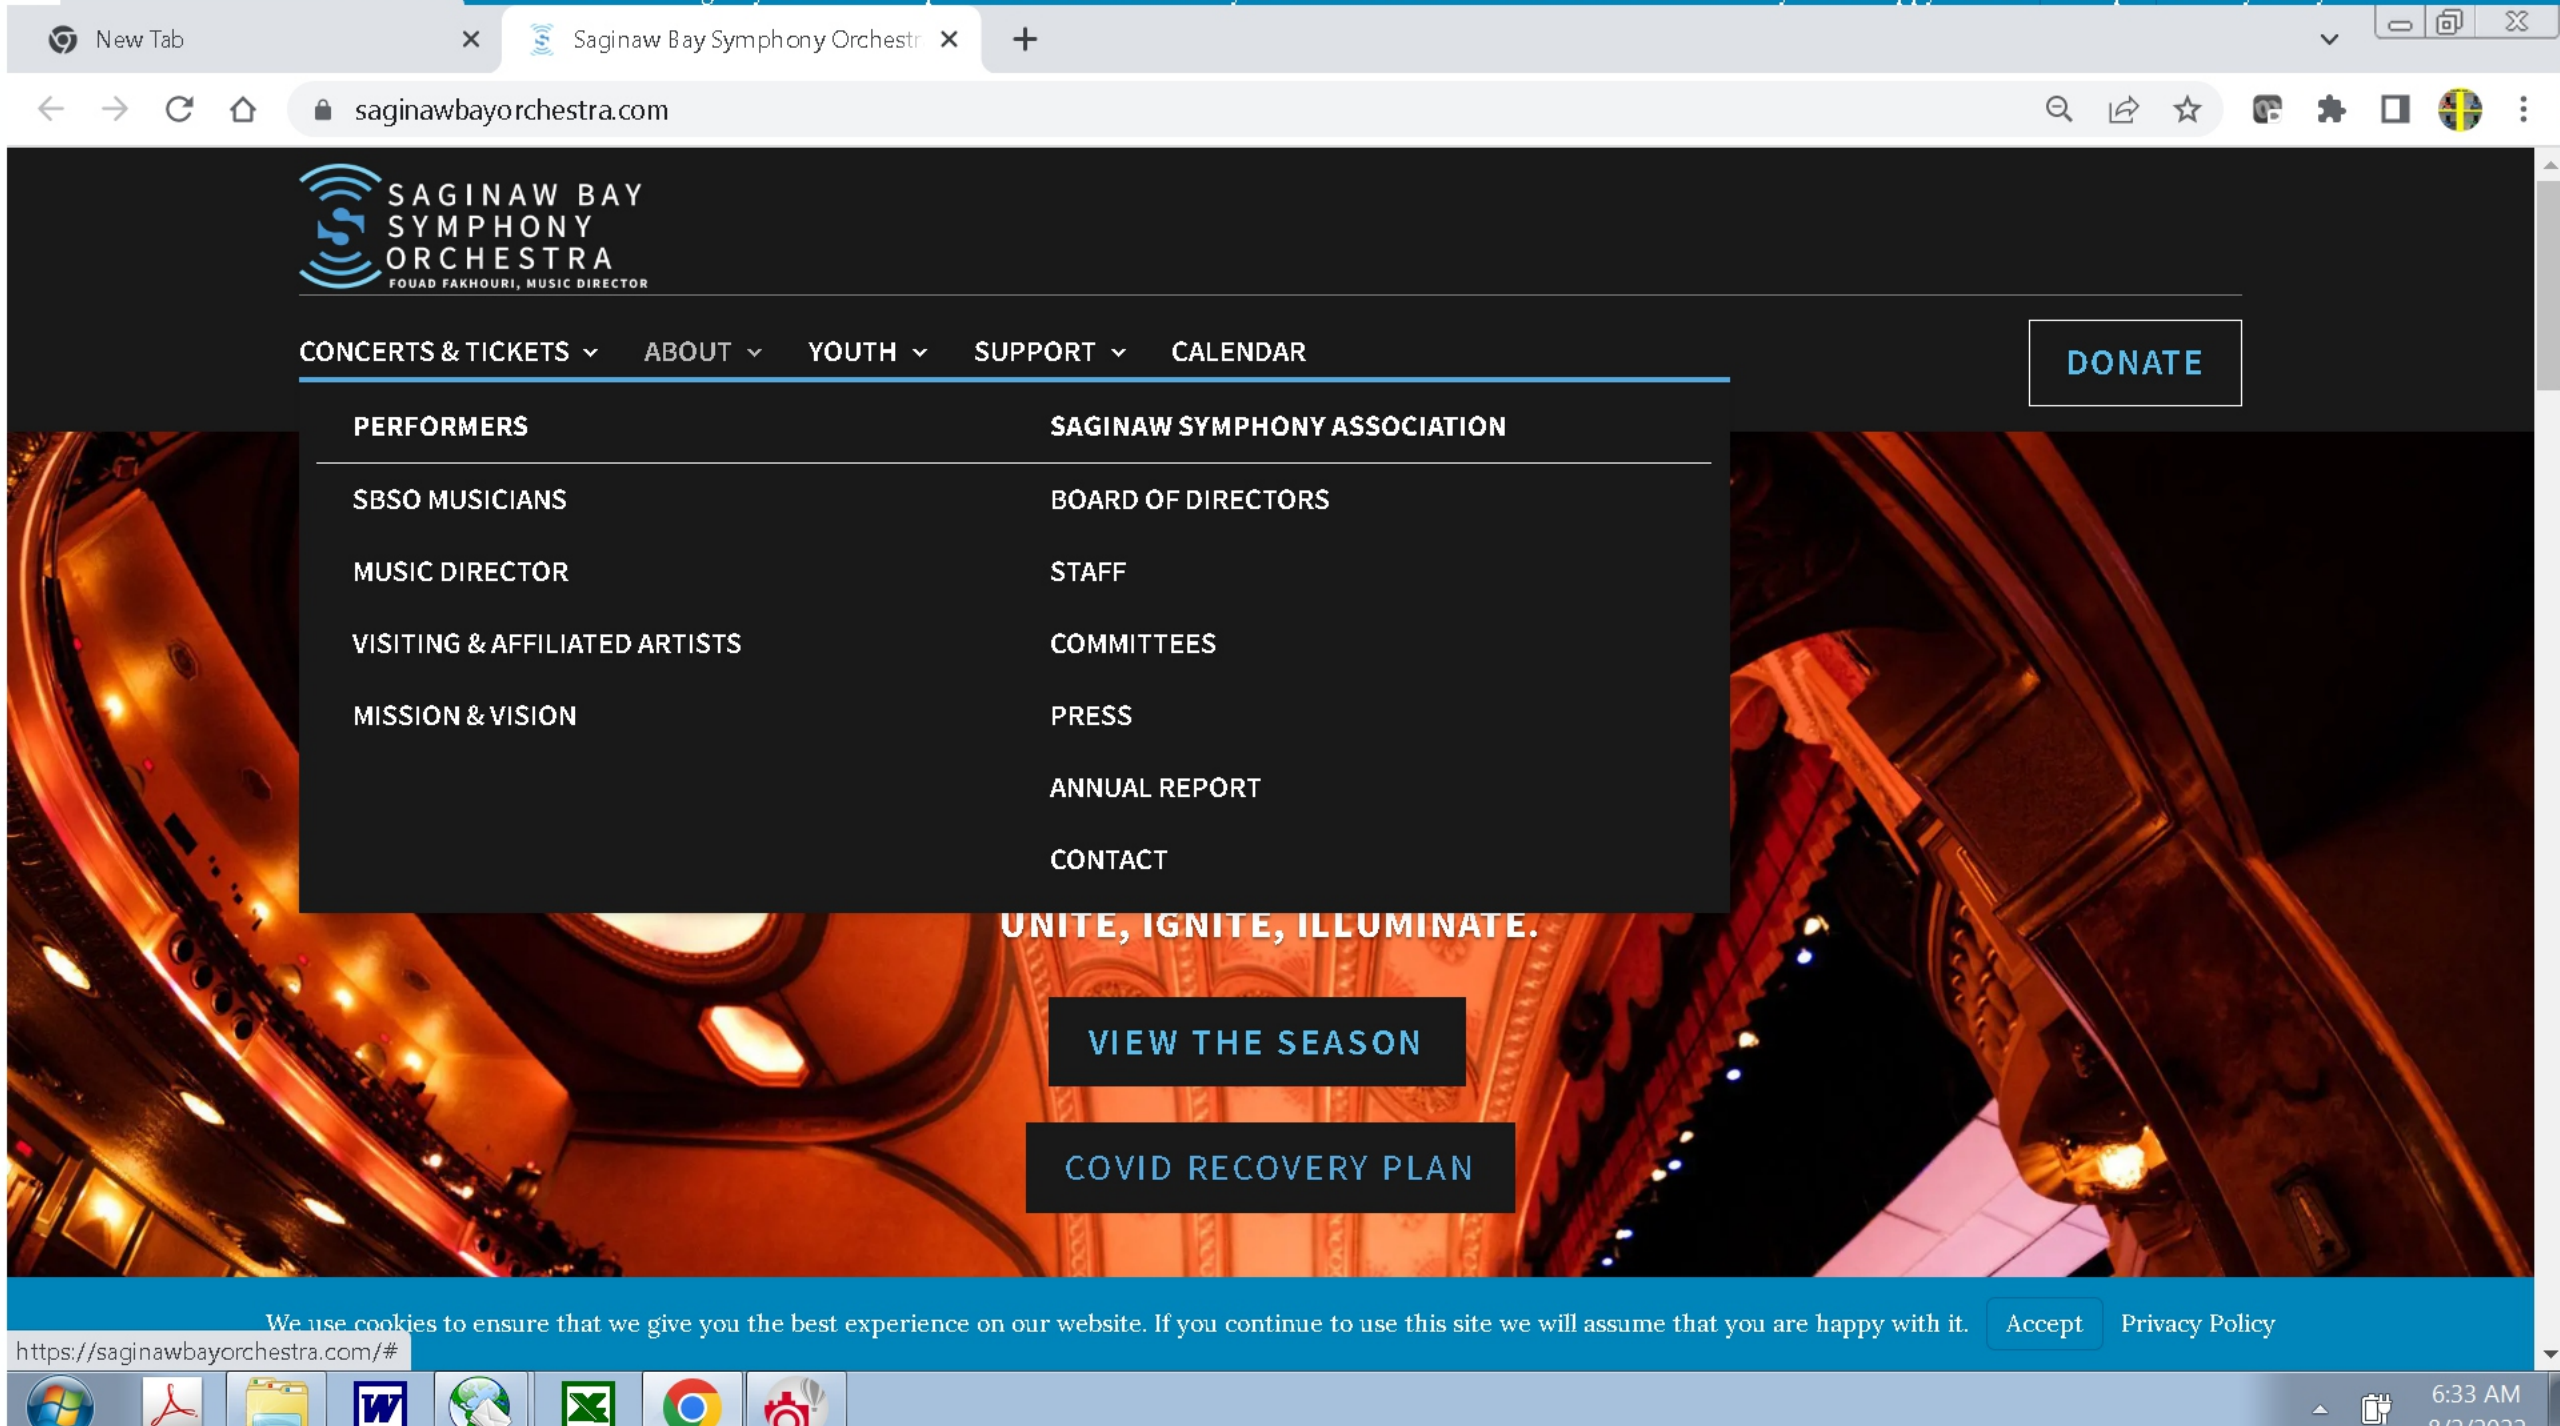 New Tab
Saginaw Bay Symphony Orchestr
saginawbayorchestra.com
SAGINAW BAY
SYMPHONY
ORCHESTRA
FOUAD FAKHOURI, MUSIC DIRECTOR
CONCERTS & TICKETS ABOUT YOUTH SUPPORT CALENDAR
DONATE
PERFORMERS
SBSO MUSICIANS
MUSIC DIRECTOR
VISITING & AFFILIATED ARTISTS
MISSION & VISION
SAGINAW SYMPHONY ASSOCIATION
BOARD OF DIRECTORS
STAFF
COMMITTEES
PRESS
ANNUAL REPORT
CONTACT
UNITE, IGNITE, ILLUMINATE.
VIEW THE SEASON
COVID RECOVERY PLAN
We use cookies to ensure that we give you the best experience on our website. If you continue to use this site we will assume that you are happy with it. Accept Privacy Policy
https://saginawbayorchestra.com/#
6:33 AM